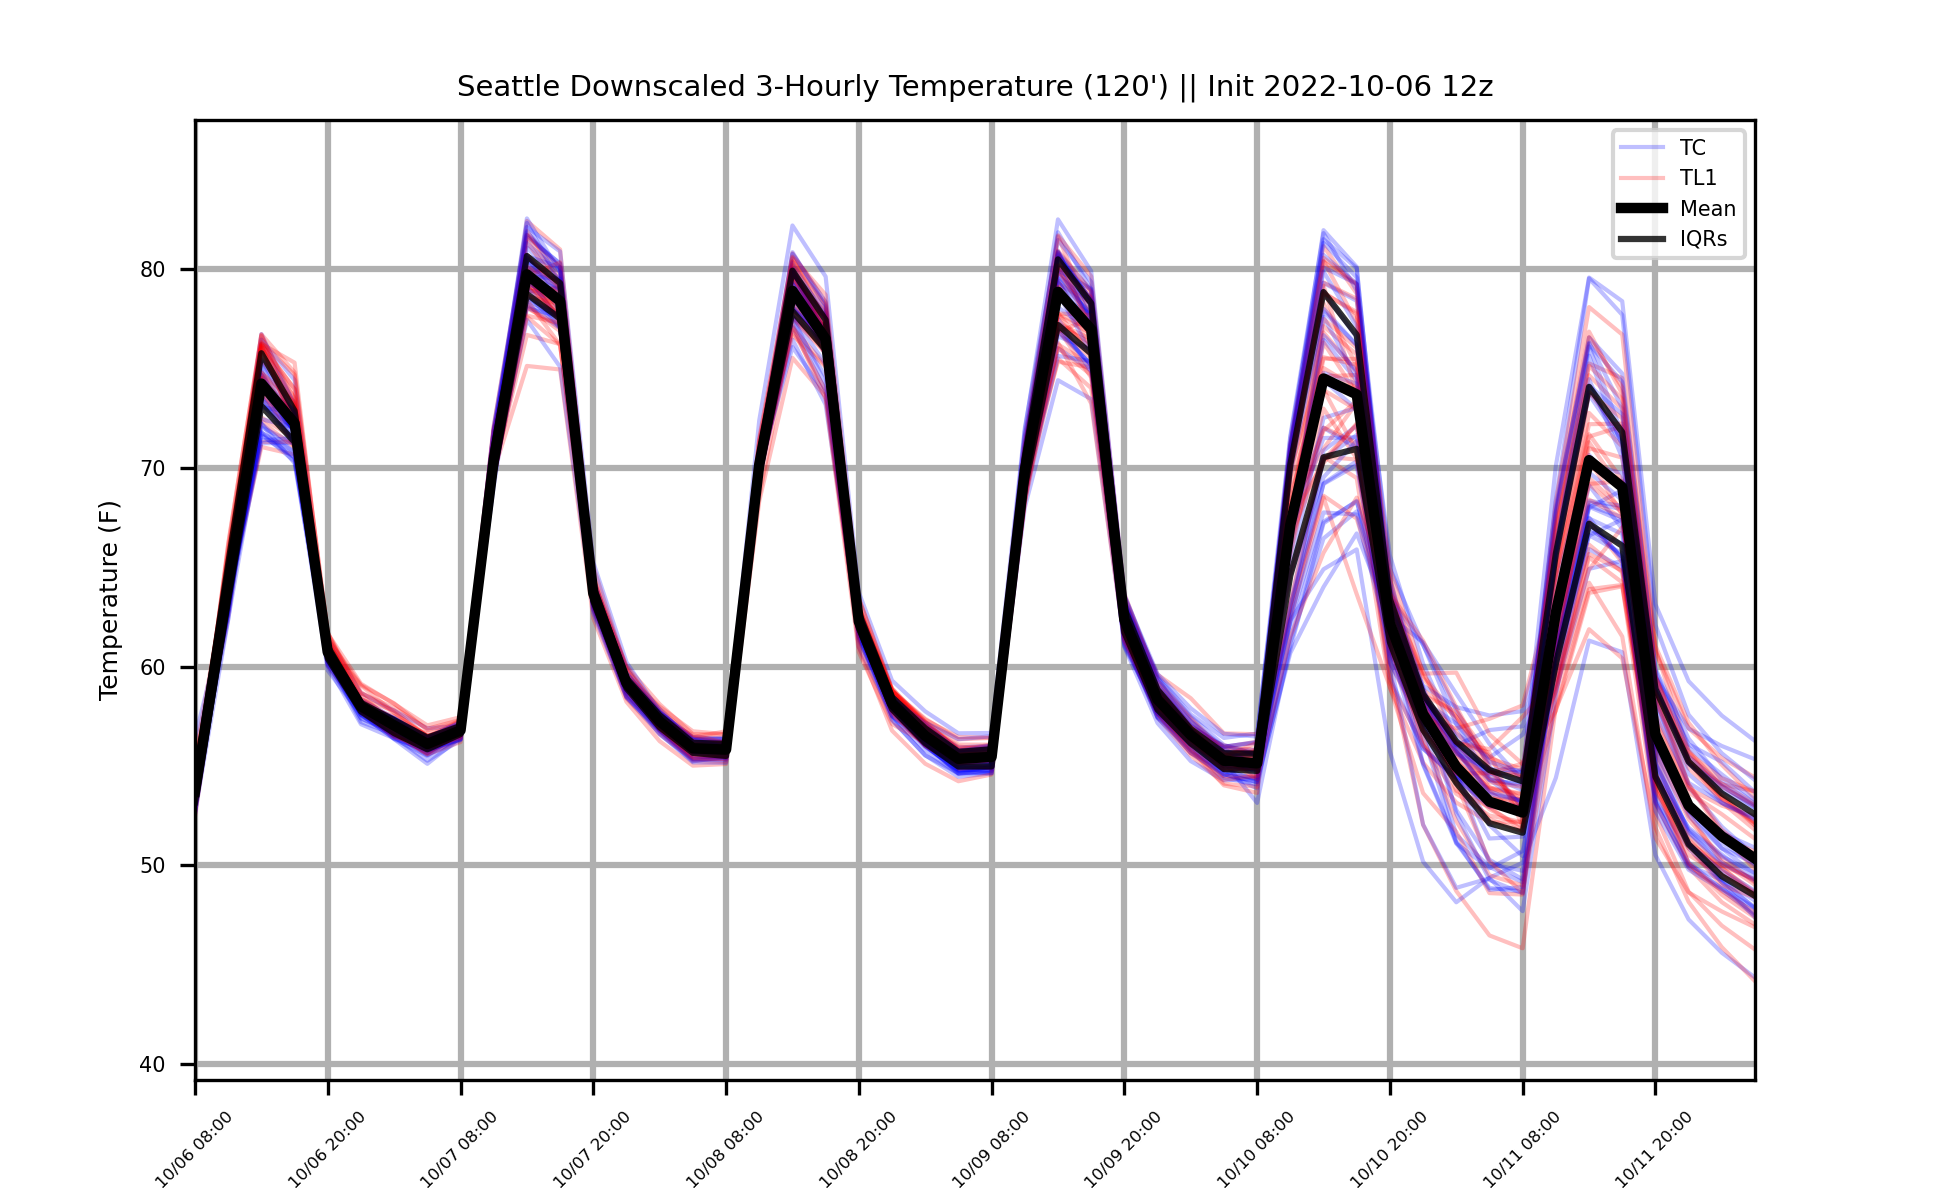 Seattle Downscaled 3-Hourly Temperature (120') || Init 2022-10-06 12z
TC
TL1
Mean
IQRs
Temperature (F)
80
70
60
50
40
10/06 08:00
10/06 20:00
10/07 08:00
10/07 20:00
10/08 08:00
10/08 20:00
10/09 08:00
10/09 20:00
10/10 08:00
10/10 20:00
10/11 08:00
10/11 20:00